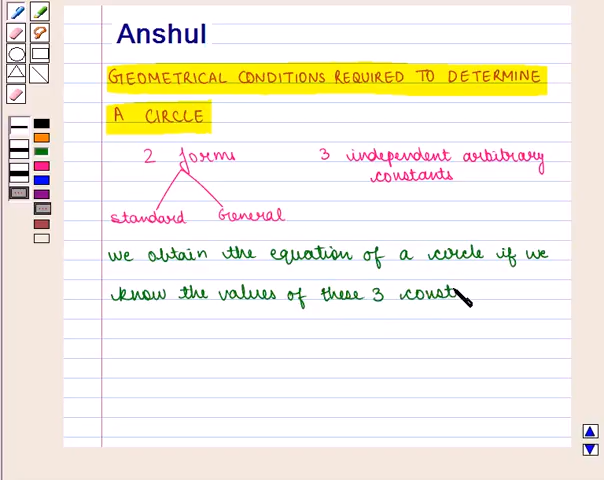 Anshul
GEOMETRICAL CONDITIONS REQUIRED TO DETERMINE
A CIRCLE
2 forms
3 independent arbitrary
constants
standard General
we obtain the equation of a circle if we
know the values of these 3 const